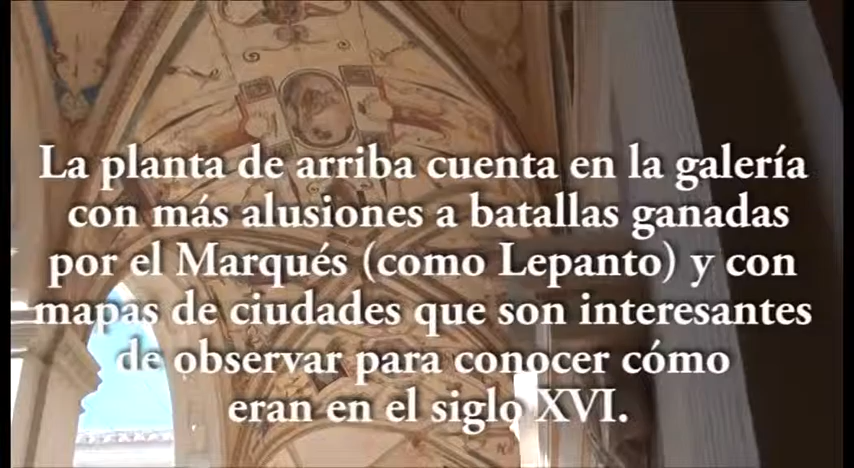 La planta de arriba cuenta en la galería
con más alusiones a batallas ganadas
por el Marqués (como Lepanto) y con
mapas de ciudades que son interesantes
de observar para conocer cómo
eran en el siglo XVI.